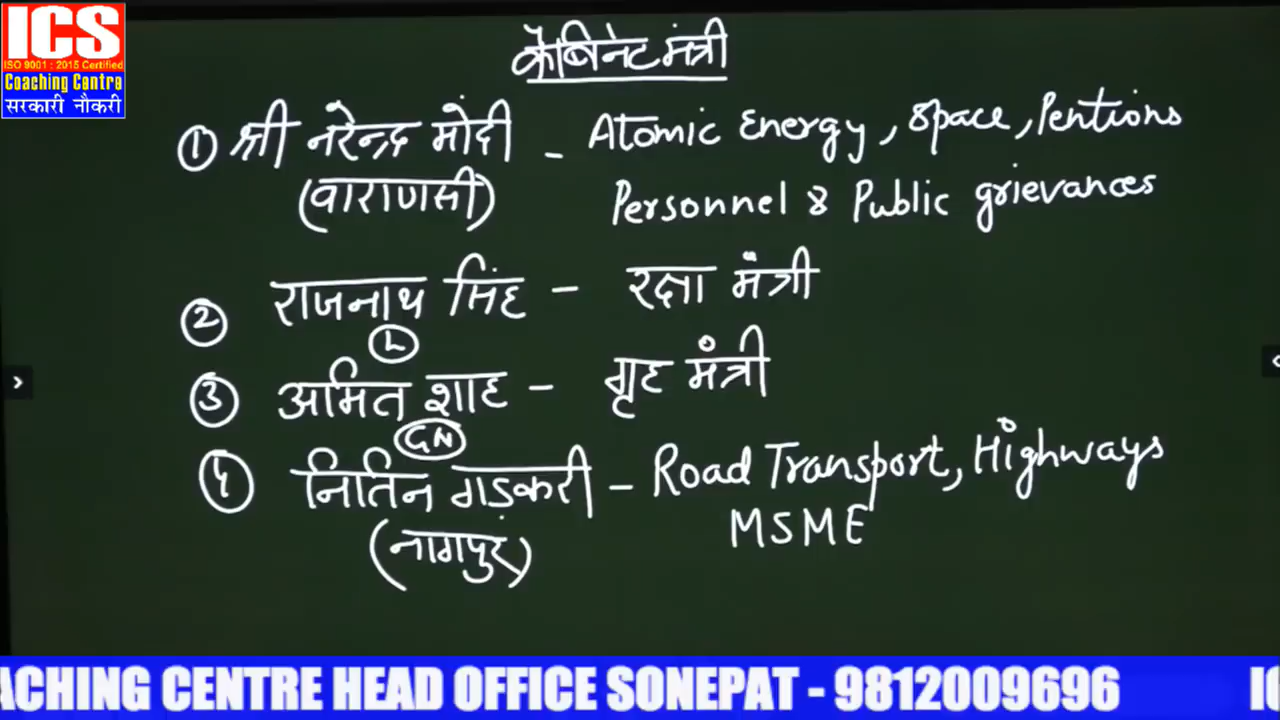 ICS
ISO 9001 : 2015 Certified
Coaching Centre
सरकारी नौकरी
कैबिनेट मंत्री
① श्री नरेन्द्र मोदी - Atomic Energy, Space, Pentions
(वाराणसी) Personnel & Public grievances
② राजनाथ सिंह - रक्षा मंत्री
L
③ अमित शाह - गृह मंत्री
GN
④ नितिन गडकरी - Road Transport, Highways
(नागपुर) MSME
ACHING CENTRE HEAD OFFICE SONEPAT - 9812009696 IC